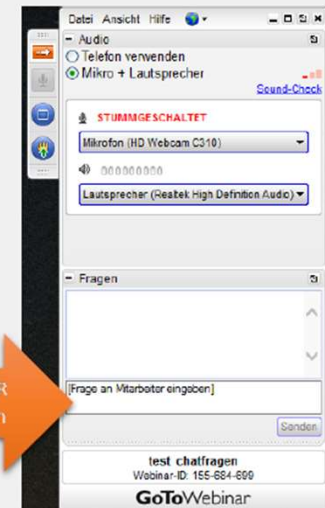 Datei Ansicht Hilfe
Audio
Telefon verwenden
Mikro + Lautsprecher
Sound-Check
STUMMGESCHALTET
Mikrofon (HD Webcam C310)
000000000
Lautsprecher (Realtek High Definition Audio)
Fragen
[Frage an Mitarbeiter eingeben]
Senden
test chatfragen
Webinar-ID: 155-684-699
GoToWebinar